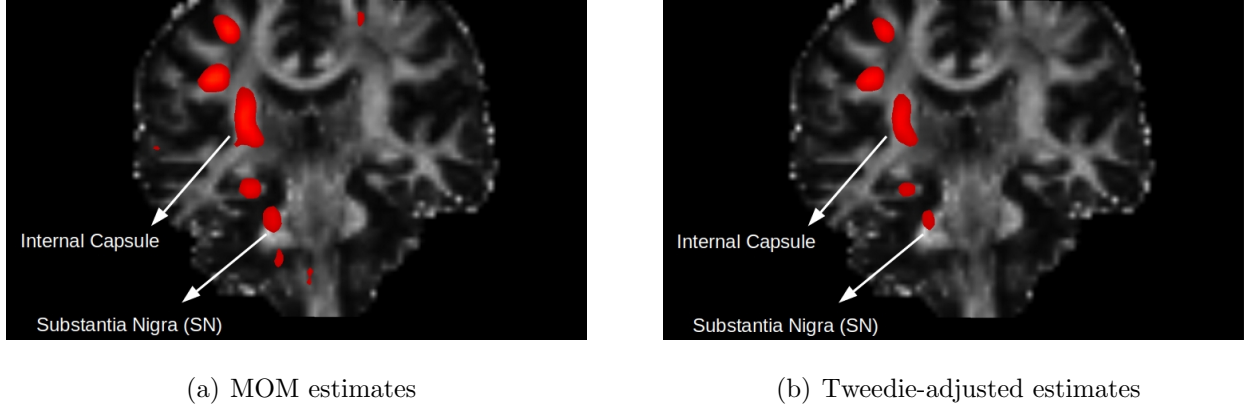 Internal Capsule
Substantia Nigra (SN)
Internal Capsule
Substantia Nigra (SN)
(a) MOM estimates
(b) Tweedie-adjusted estimates